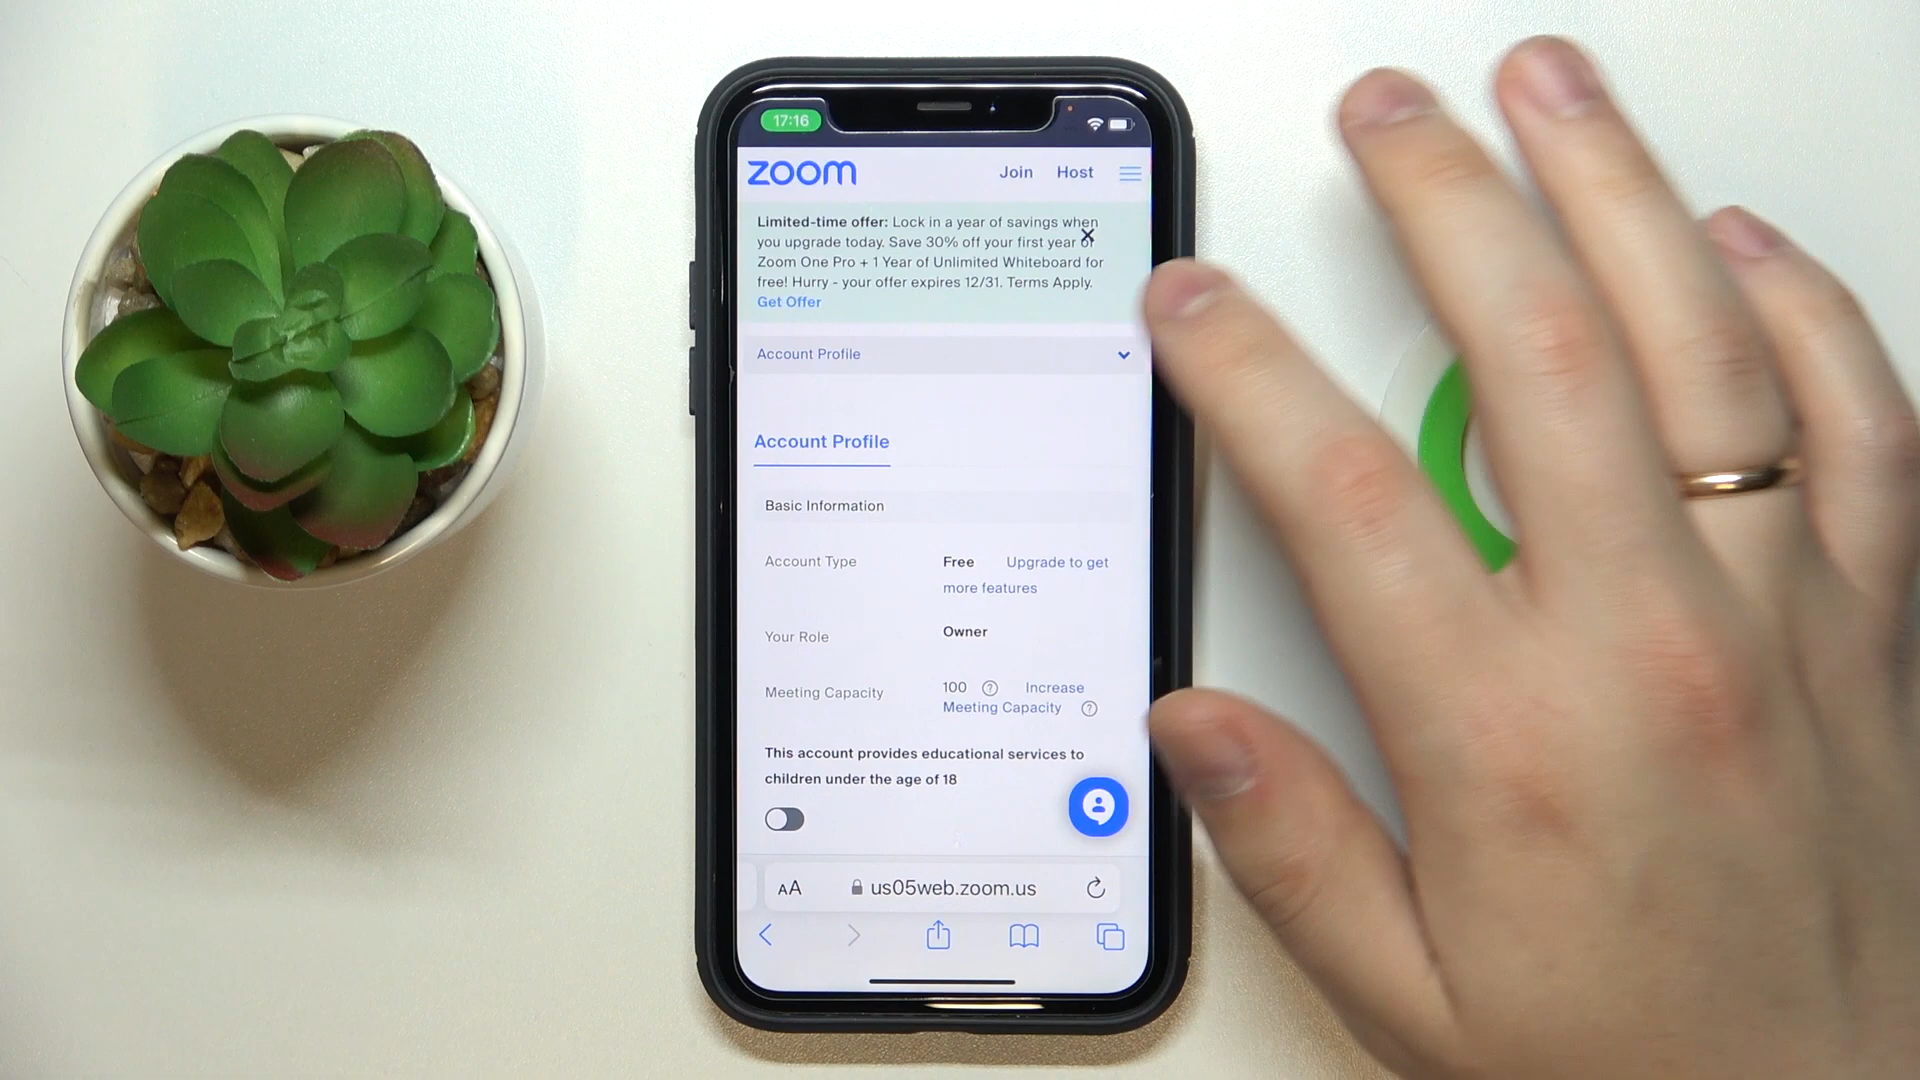 17:16
zoom Join Host
Limited-time offer: Lock in a year of savings when
you upgrade today. Save 30% off your first year of
Zoom One Pro + 1 Year of Unlimited Whiteboard for
free! Hurry - your offer expires 12/31. Terms Apply.
Get Offer
Account Profile
Account Profile
Basic Information
Account Type Free Upgrade to get
more features
Your Role Owner
Meeting Capacity 100 ? Increase
Meeting Capacity ?
This account provides educational services to
children under the age of 18
AA us05web.zoom.us